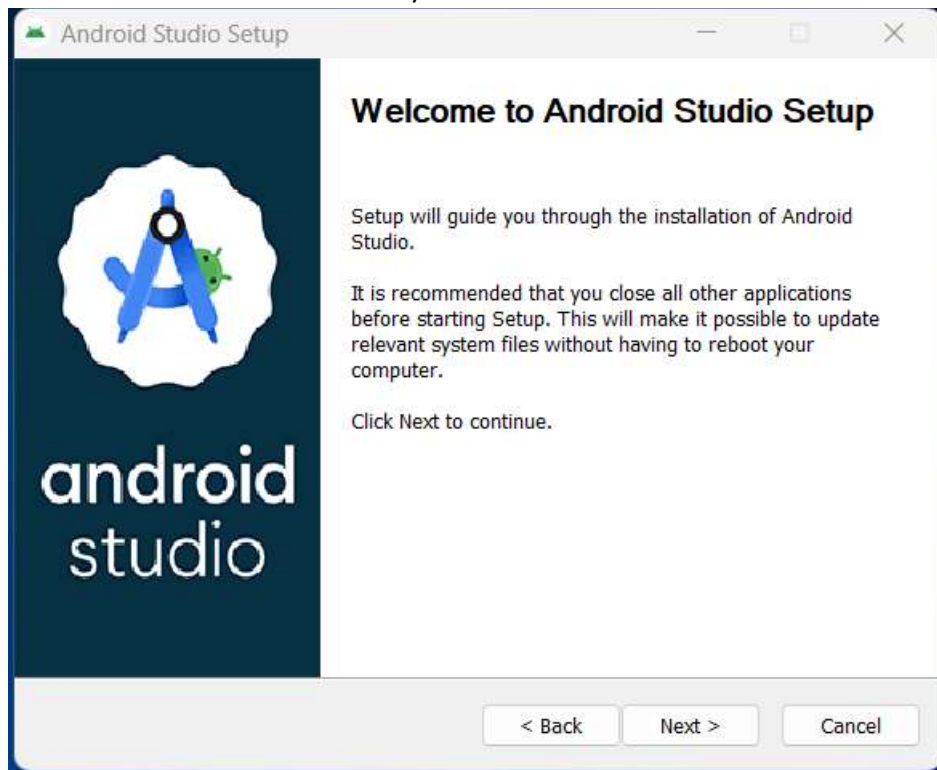 Android Studio Setup
Welcome to Android Studio Setup
Setup will guide you through the installation of Android
Studio.
It is recommended that you close all other applications
before starting Setup. This will make it possible to update
relevant system files without having to reboot your
computer.
Click Next to continue.
android
studio
< Back
Next >
Cancel